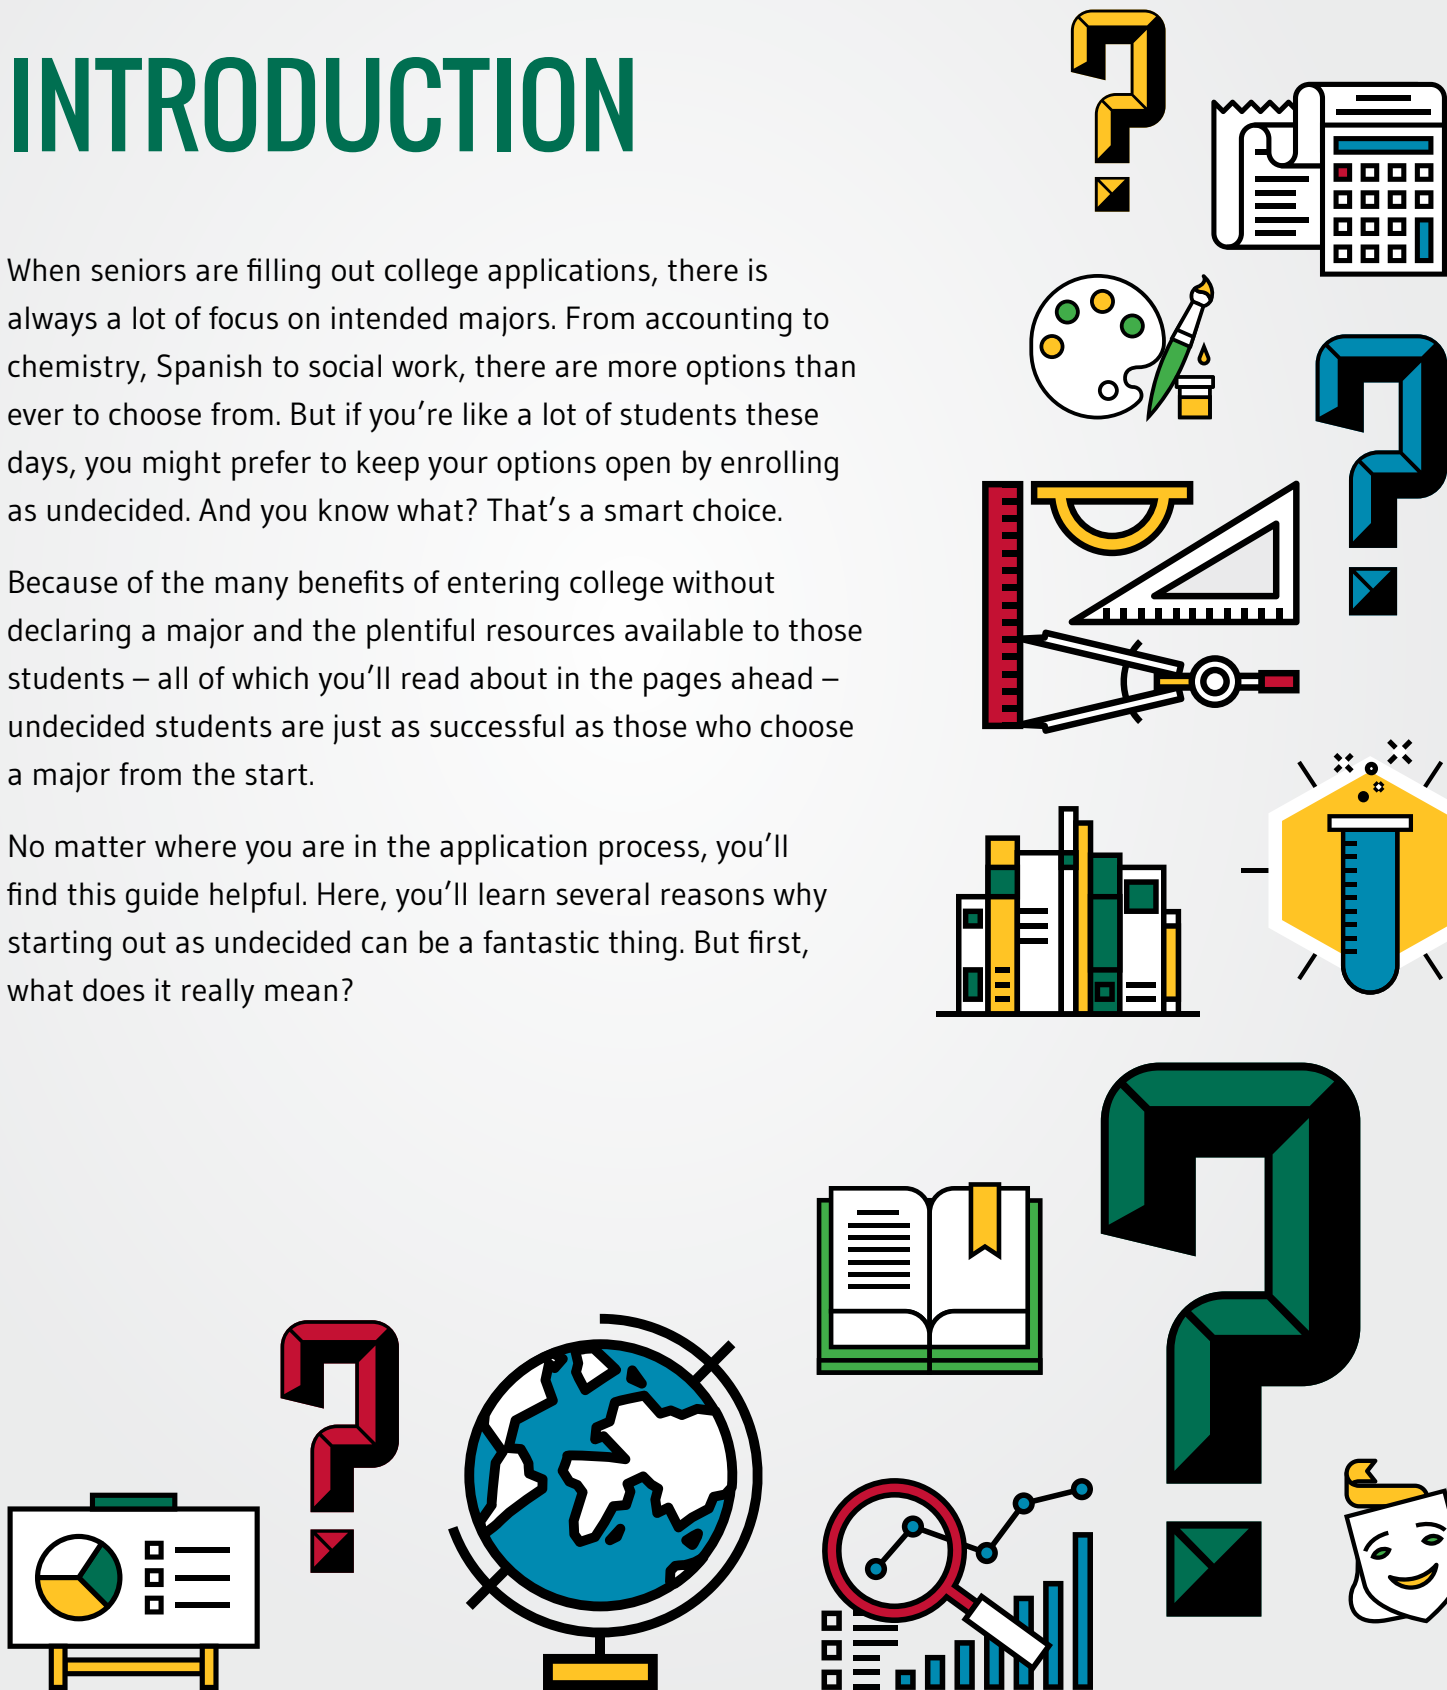 INTRODUCTION
When seniors are filling out college applications, there is
always a lot of focus on intended majors. From accounting to
chemistry, Spanish to social work, there are more options than
ever to choose from. But if you’re like a lot of students these
days, you might prefer to keep your options open by enrolling
as undecided. And you know what? That’s a smart choice.
Because of the many benefits of entering college without
declaring a major and the plentiful resources available to those
students – all of which you’ll read about in the pages ahead –
undecided students are just as successful as those who choose
a major from the start.
No matter where you are in the application process, you’ll
find this guide helpful. Here, you’ll learn several reasons why
starting out as undecided can be a fantastic thing. But first,
what does it really mean?